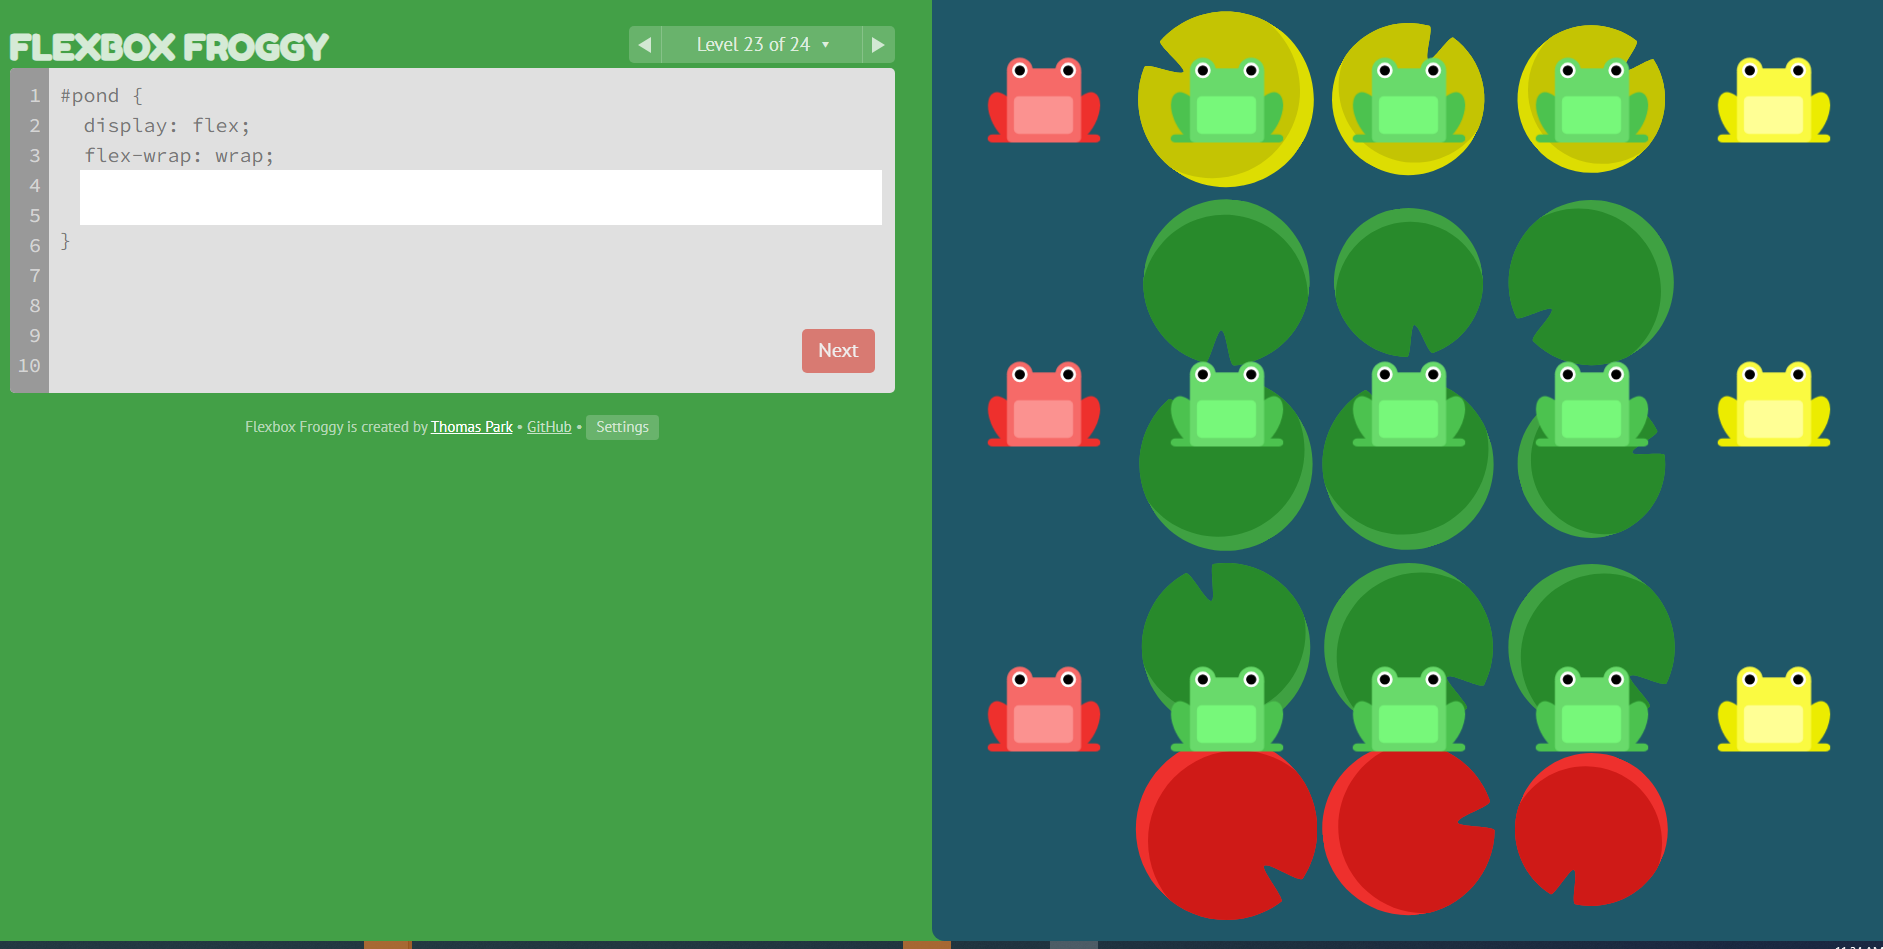 FLEXBOX FROGGY
Level 23 of 24
1 #pond {
2 display: flex;
3 flex-wrap: wrap;
4
5
6 }
7
8
9
10
Next
Flexbox Froggy is created by Thomas Park • GitHub • Settings